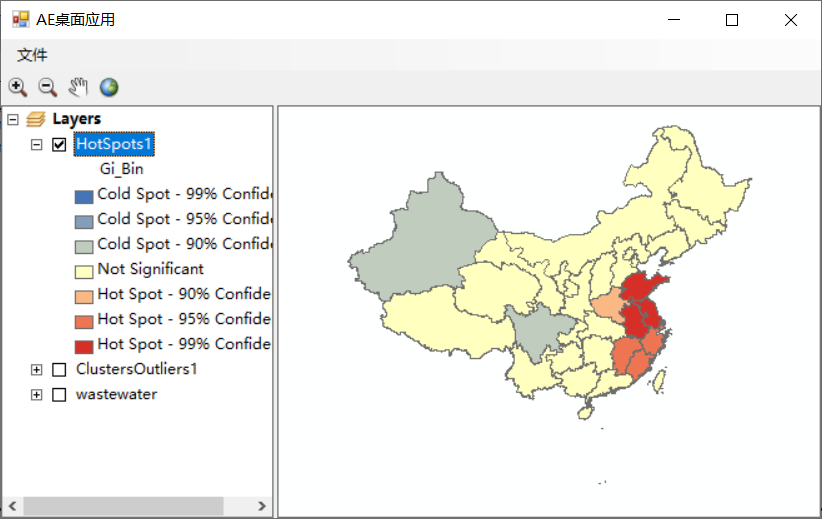 AE桌面应用
文件
Layers
HotSpots1
Gi_Bin
Cold Spot - 99% Confide
Cold Spot - 95% Confide
Cold Spot - 90% Confide
Not Significant
Hot Spot - 90% Confide
Hot Spot - 95% Confide
Hot Spot - 99% Confide
ClustersOutliers1
wastewater